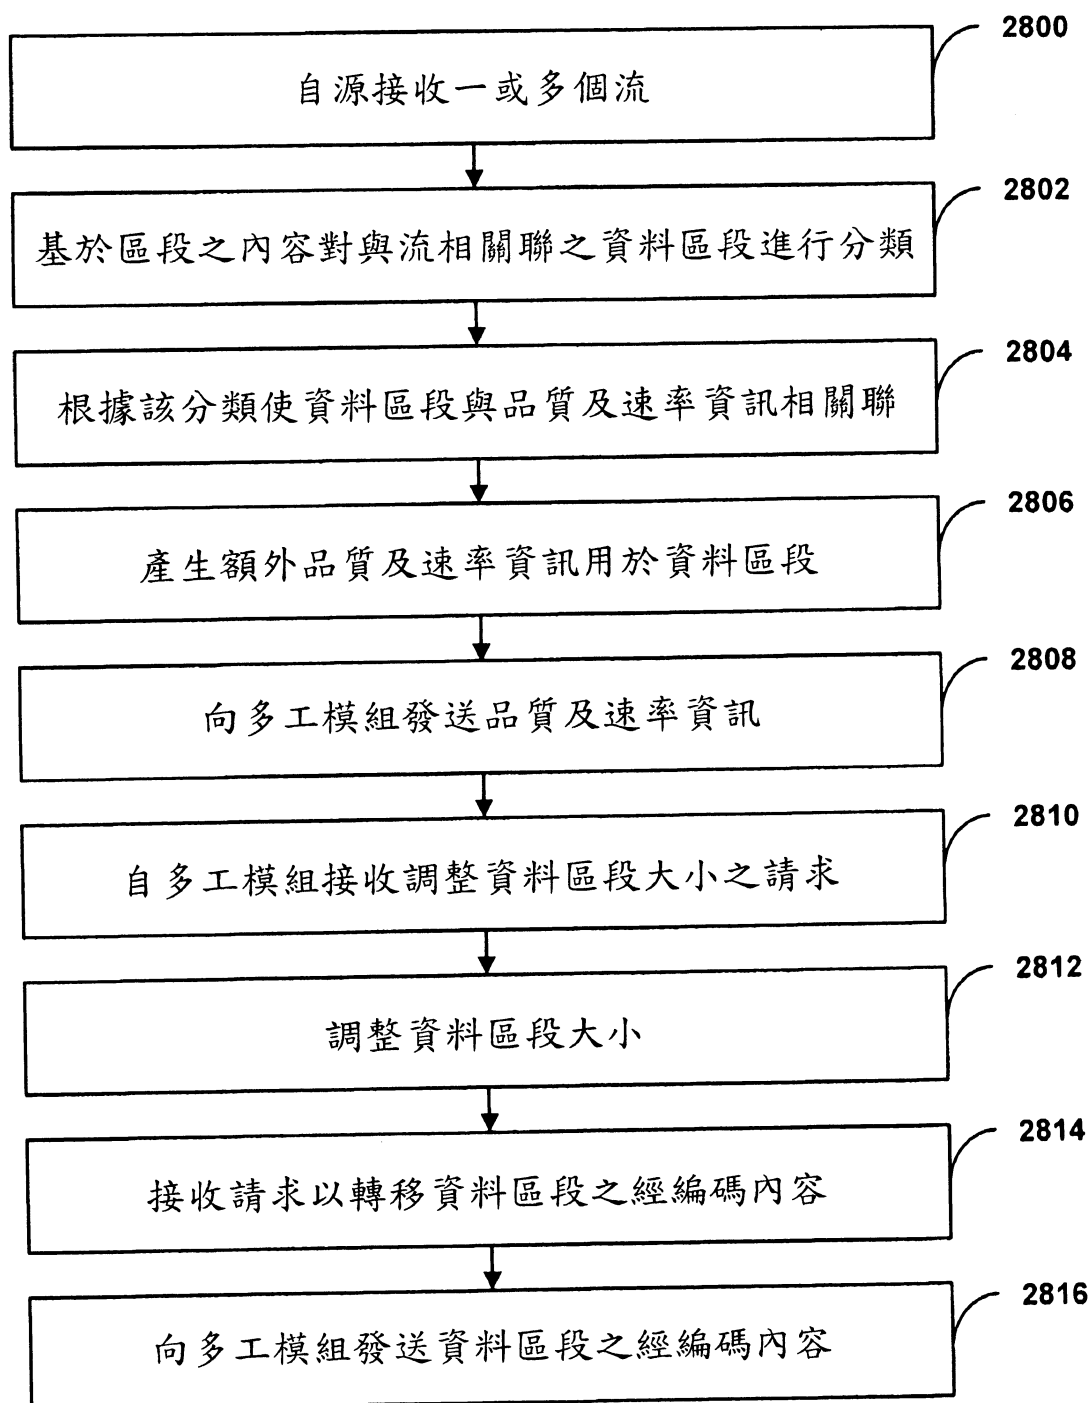 2800
自源接收一或多個流
2802
基於區段之內容對與流相關聯之資料區段進行分類
2804
根據該分類使資料區段與品質及速率資訊相關聯
2806
產生額外品質及速率資訊用於資料區段
2808
向多工模組發送品質及速率資訊
2810
自多工模組接收調整資料區段大小之請求
2812
調整資料區段大小
2814
接收請求以轉移資料區段之經編碼內容
2816
向多工模組發送資料區段之經編碼內容